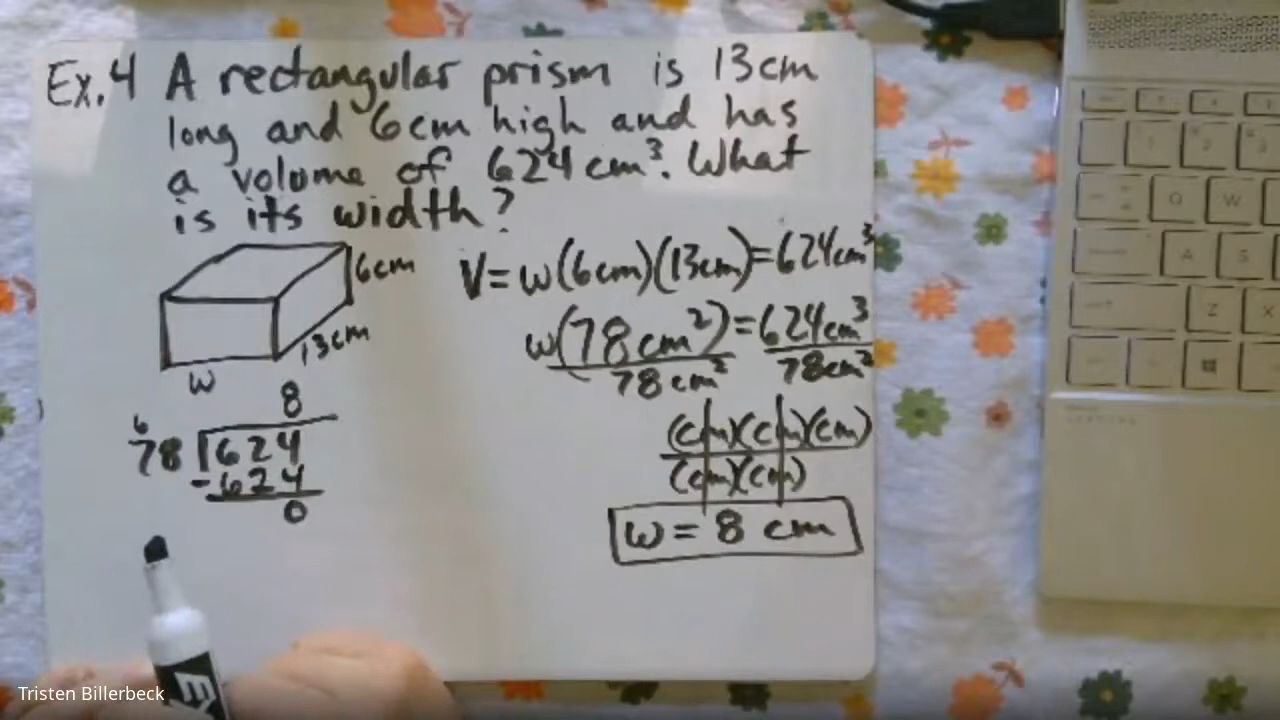 Ex.4 A rectangular prism is 13cm
long and 6cm high and has
a volume of 624 cm³. What
is its width?
6cm
13cm
w
V=w(6cm)(13cm)=624cm³
w(78cm²)=624cm³
78cm² 78cm²
(cm)(cm)(cm)
(cm)(cm)
w = 8 cm
8
6
78 624
-624
0
Q W
A S
Z X
Tristen Billerbeck